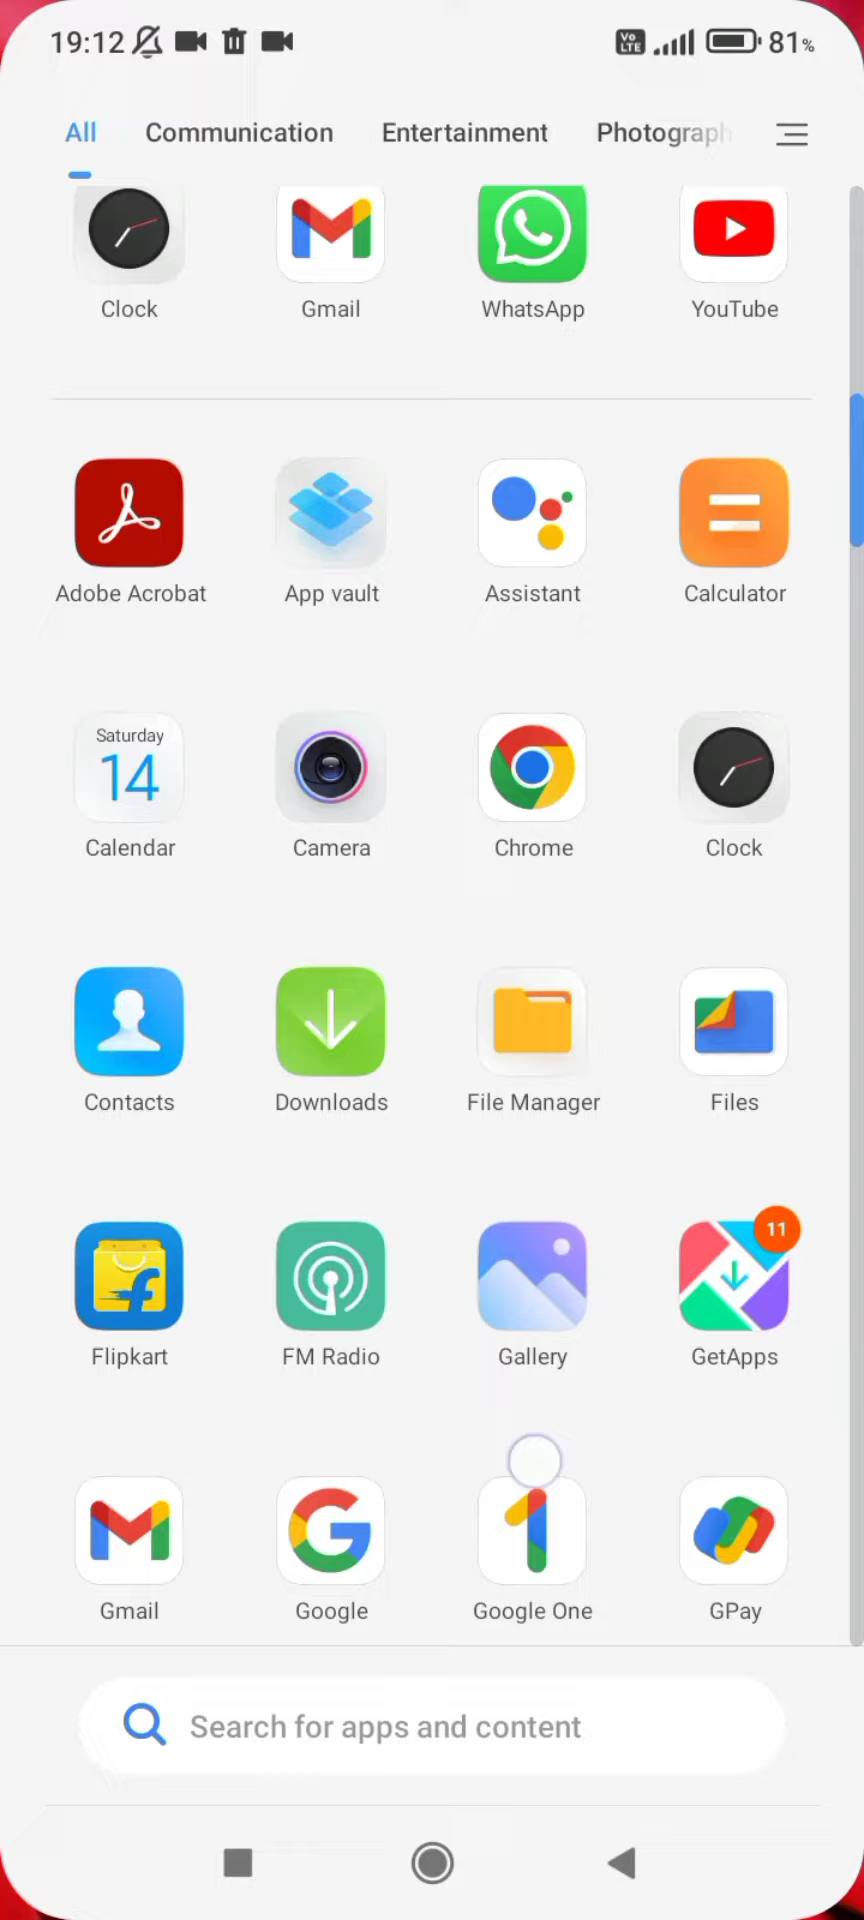 19:12 Vo LTE 81%
All Communication Entertainment Photograph
Clock Gmail WhatsApp YouTube
Adobe Acrobat App vault Assistant Calculator
Saturday
14
Calendar Camera Chrome Clock
Contacts Downloads File Manager Files
11
Flipkart FM Radio Gallery GetApps
Gmail Google Google One GPay
Search for apps and content